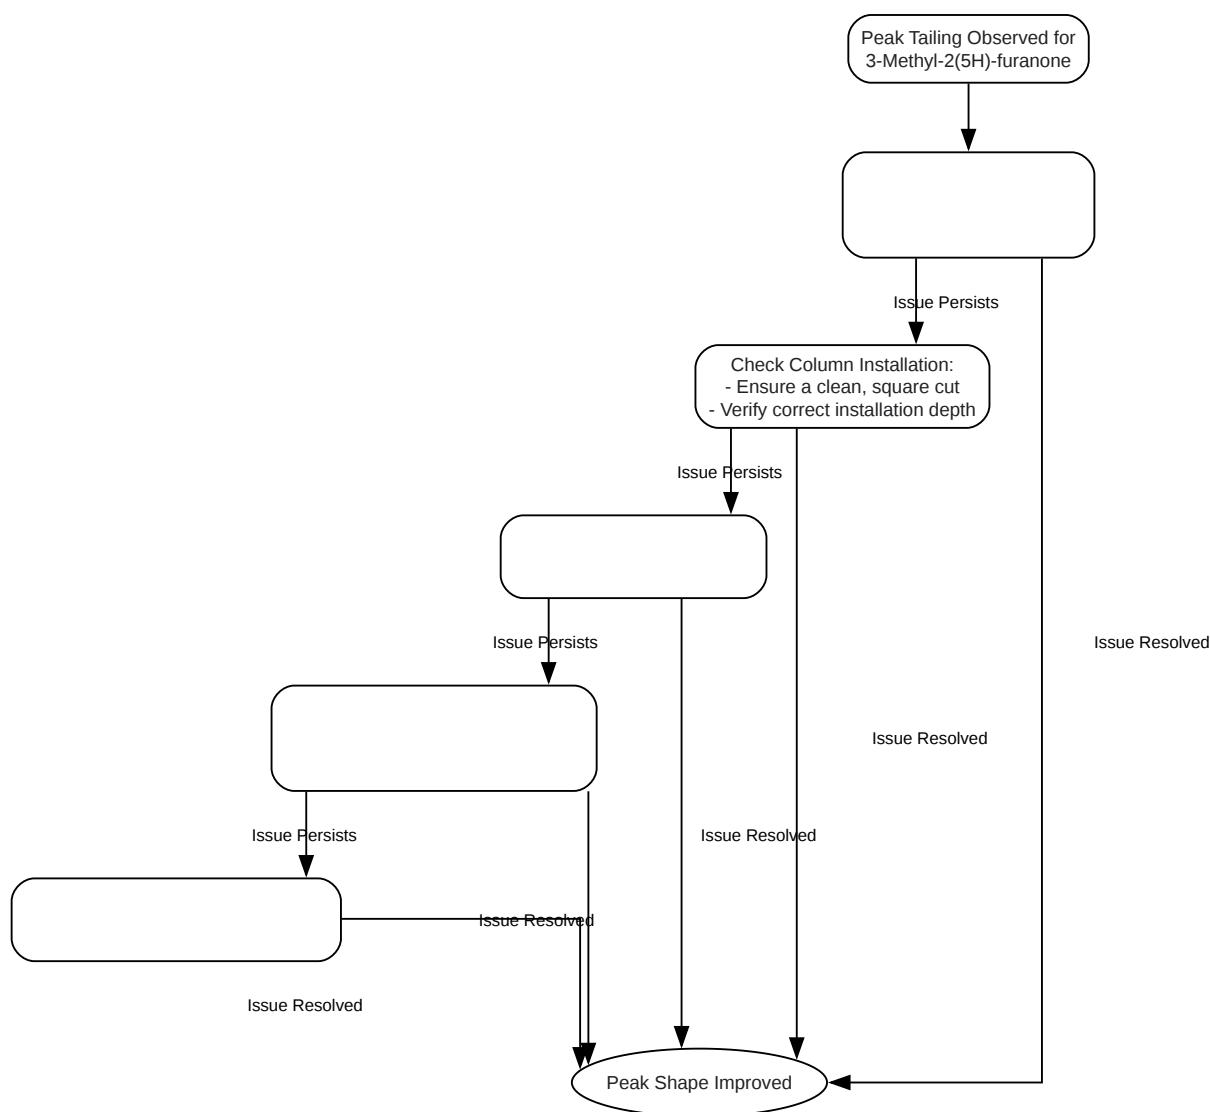 Peak Tailing Observed for
3-Methyl-2(5H)-furanone
Issue Persists
Check Column Installation:
- Ensure a clean, square cut
- Verify correct installation depth
Issue Persists
Issue Persists
Issue Resolved
Issue Resolved
Issue Persists
Issue Resolved
Issue Resolved
Issue Resolved
Peak Shape Improved